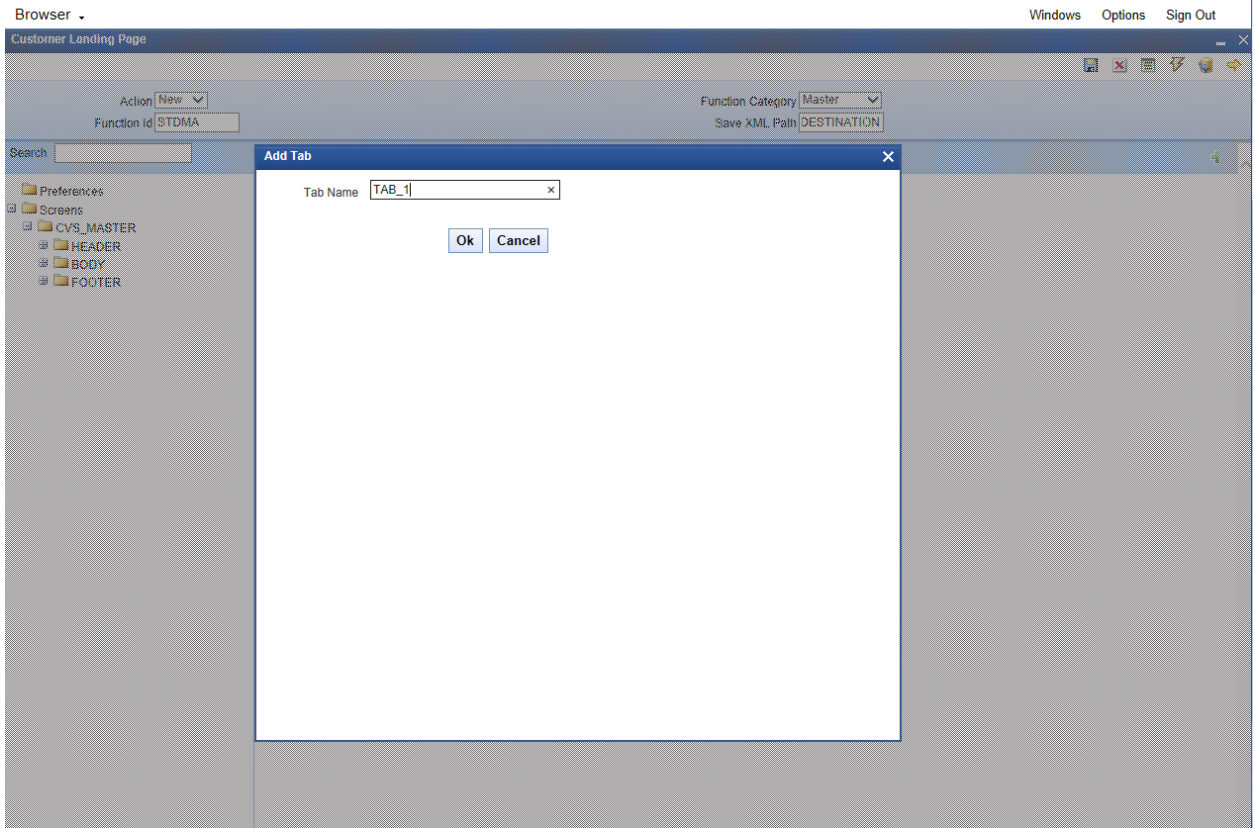 Browser
Windows Options Sign Out
Customer Landing Page
Action New
Function Category Master
Function Id STDMA
Save XML Path DESTINATION
Search
Add Tab
Tab Name TAB_1
Ok Cancel
Preferences
Screens
CVS_MASTER
HEADER
BODY
FOOTER